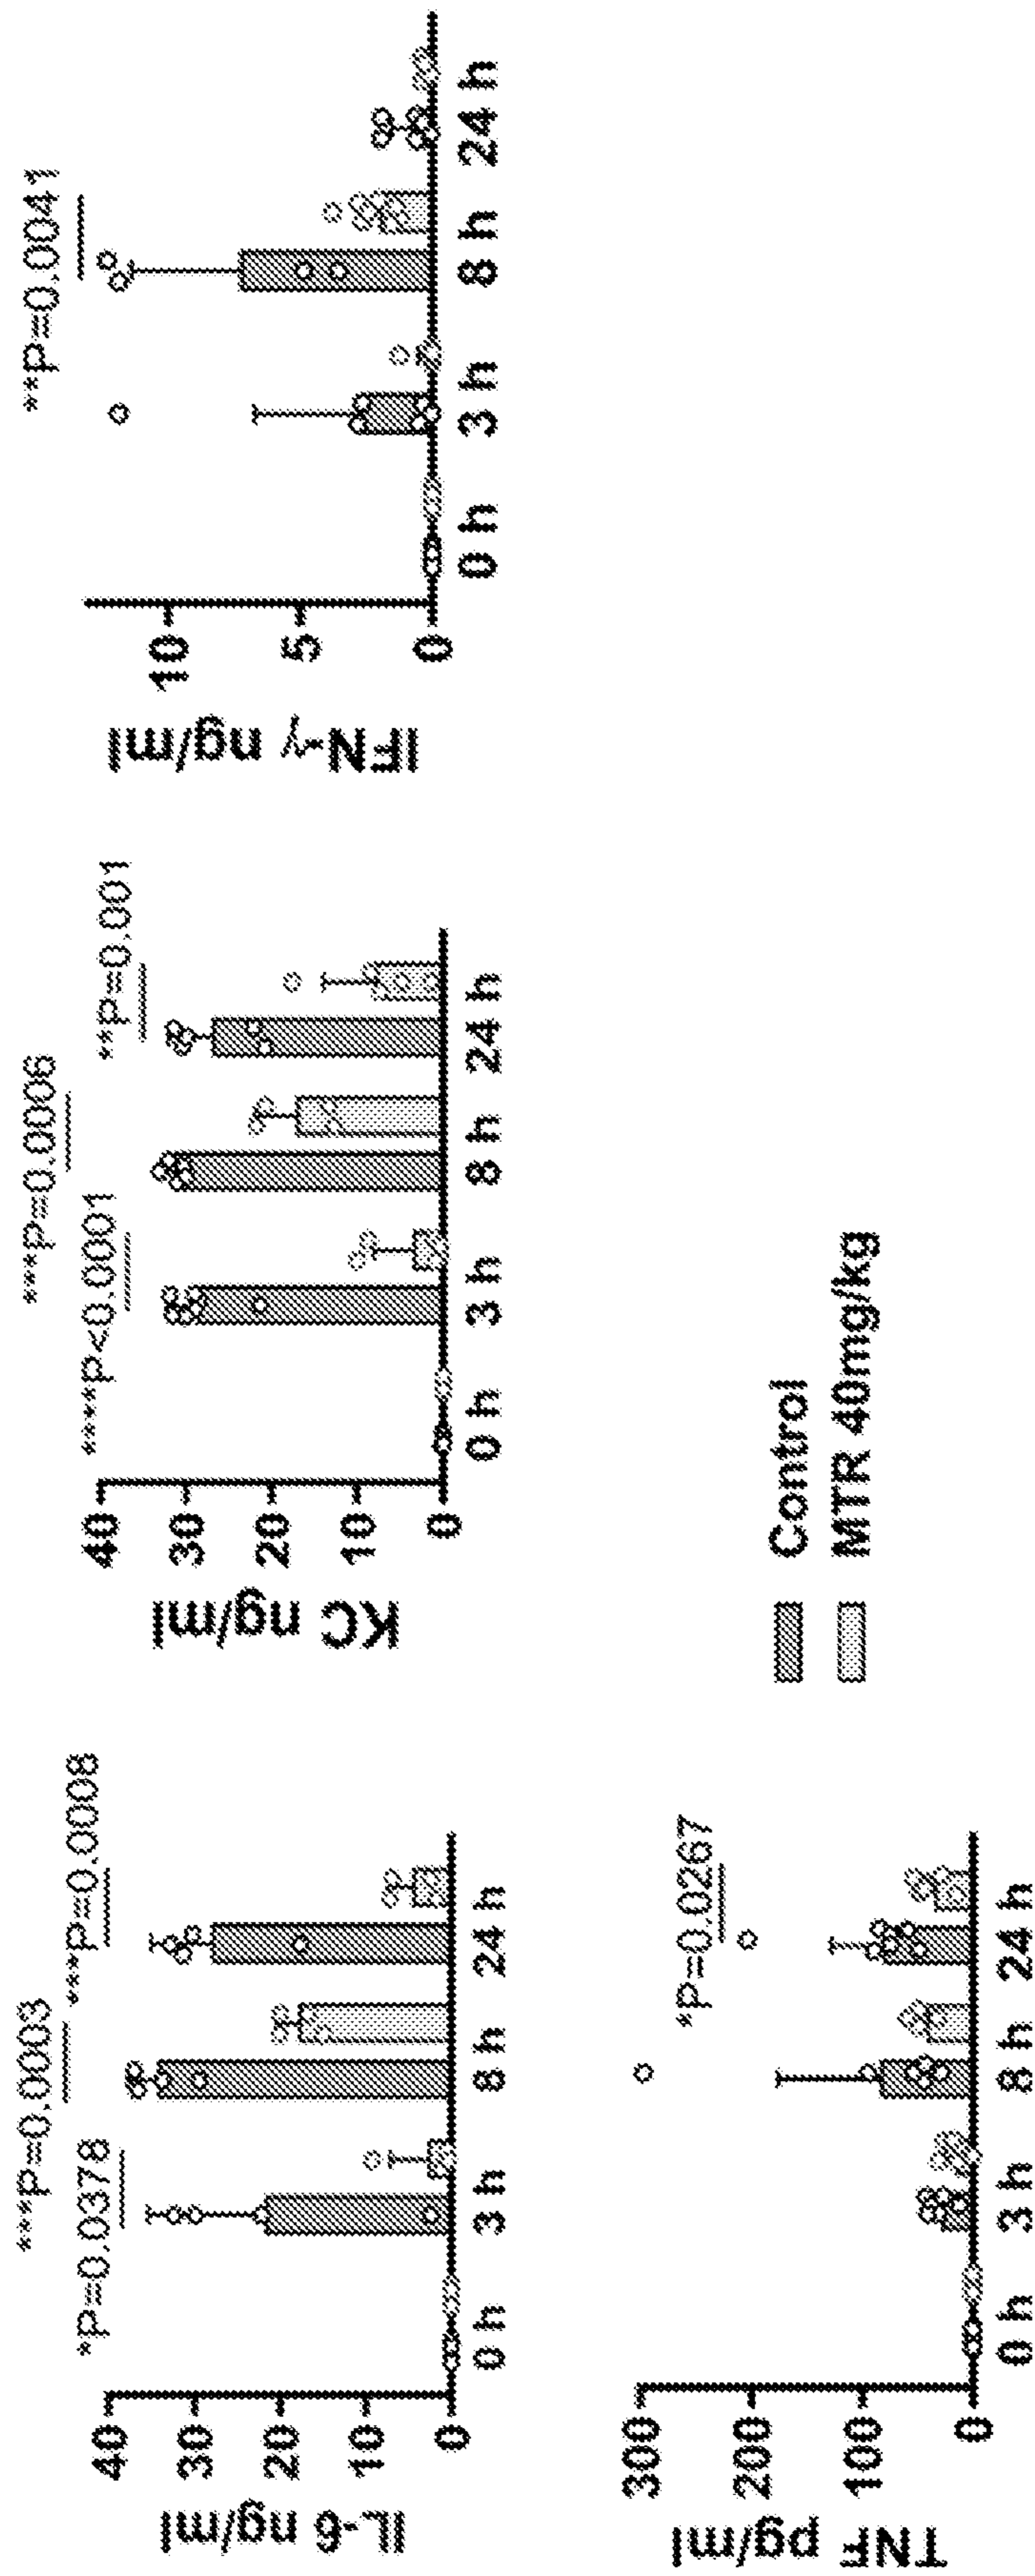 IL-6 ng/ml
40
30
20
10
0
*P=0.0378
***P=0.0003
***P=0.0008
0 h
3 h
8 h
24 h
KC ng/ml
40
30
20
10
0
****P<0.0001
***P=0.0006
**P=0.001
0 h
3 h
8 h
24 h
IFN-γ ng/ml
10
5
0
**P=0.0041
0 h
3 h
8 h
24 h
TNF pg/ml
300
200
100
0
*P=0.0267
0 h
3 h
8 h
24 h
Control
MTR 40mg/kg